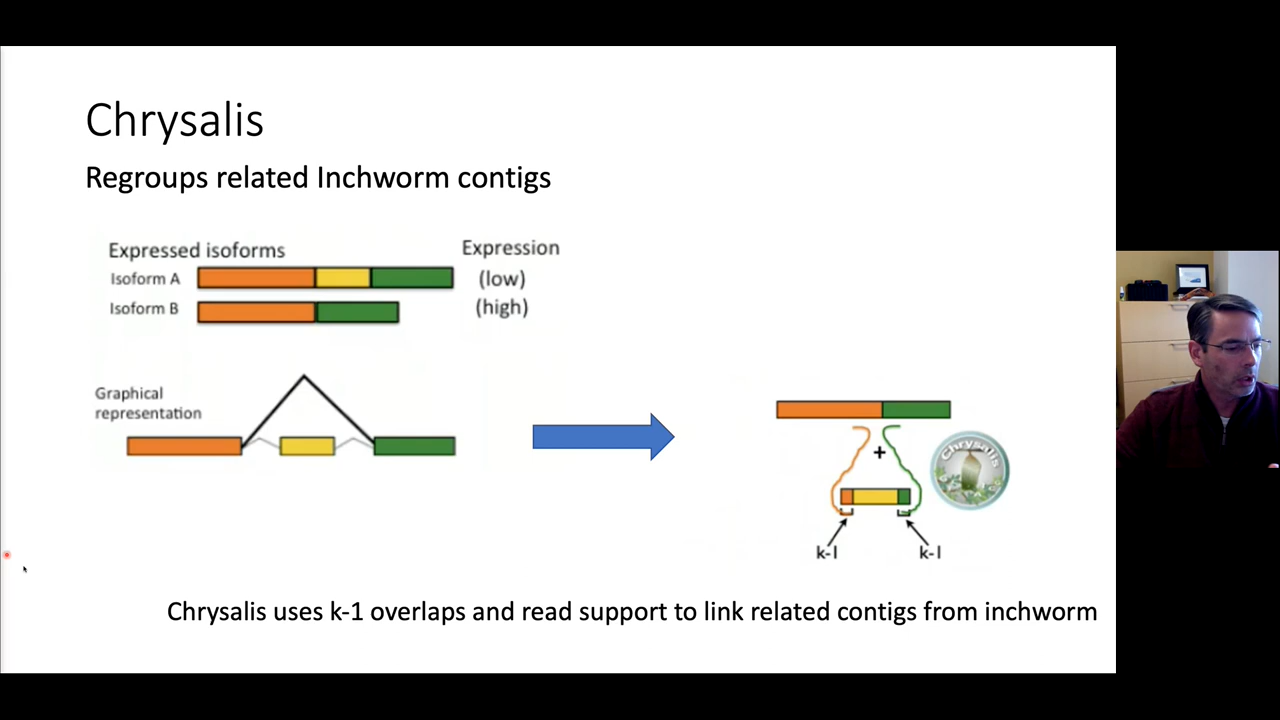 Chrysalis
Regroups related Inchworm contigs
Expressed isoforms
Expression
Isoform A
(low)
Isoform B
(high)
Graphical
representation
Chrysalis
+
k-1
k-1
Chrysalis uses k-1 overlaps and read support to link related contigs from inchworm